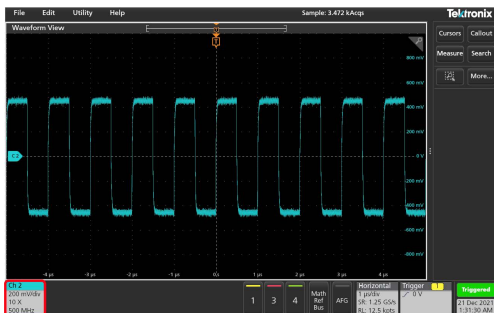 File Edit Utility Help Sample: 3.472 kAcqs Tektronix
Waveform View
Cursors Callout
Measure Search
More...
800 mV
400 mV
200 mV
C2
0 V
-200 mV
-400 mV
-600 mV
-4 µs -3 µs -2 µs -1 µs 0 s 1 µs 2 µs 3 µs 4 µs
Ch 2
200 mV/div
10 X
500 MHz
1 3 4
Math
Ref
Bus
AFG
Horizontal
1 µs/div
SR: 1.25 GS/s
RL: 12.5 kpts
Trigger 1
0 V
Triggered
21 Dec 2021
1:31:30 AM